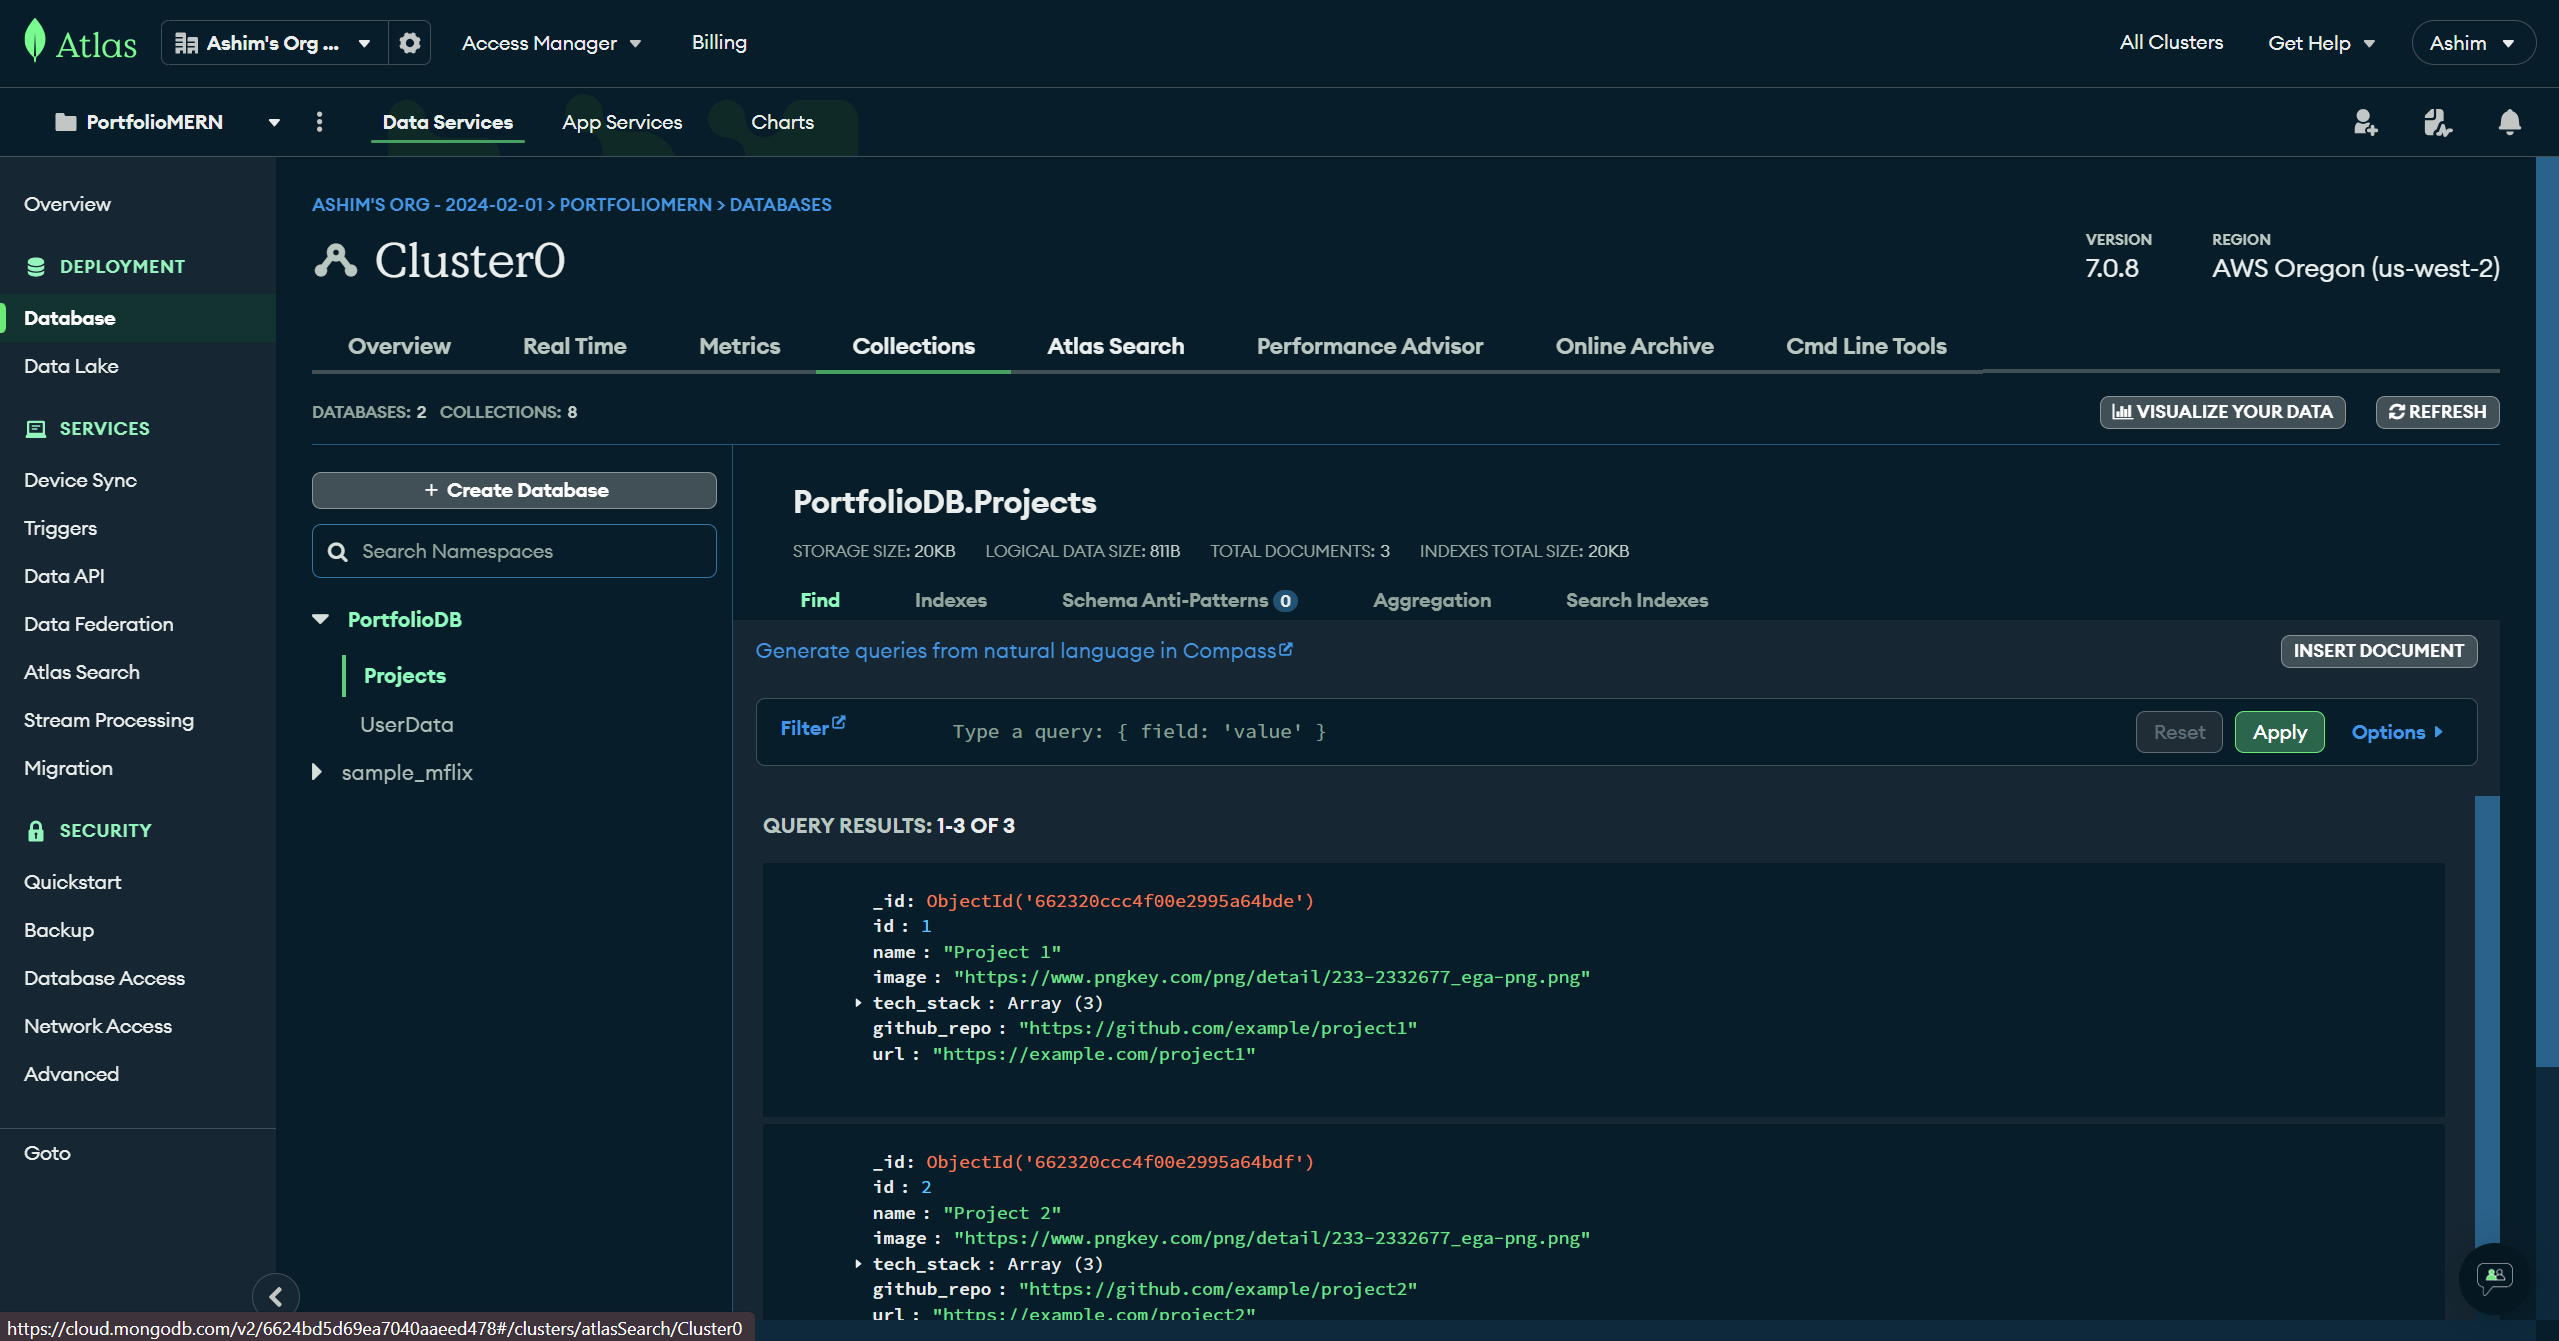 Atlas
Ashim's Org ...
Access Manager
Billing
All Clusters
Get Help
Ashim
PortfolioMERN
Data Services
App Services
Charts
Overview
DEPLOYMENT
Database
Data Lake
SERVICES
Device Sync
Triggers
Data API
Data Federation
Atlas Search
Stream Processing
Migration
SECURITY
Quickstart
Backup
Database Access
Network Access
Advanced
Goto
ASHIM'S ORG - 2024-02-01 > PORTFOLIOMERN > DATABASES
Cluster0
VERSION
7.0.8
REGION
AWS Oregon (us-west-2)
Overview
Real Time
Metrics
Collections
Atlas Search
Performance Advisor
Online Archive
Cmd Line Tools
DATABASES: 2 COLLECTIONS: 8
VISUALIZE YOUR DATA
REFRESH
+ Create Database
Search Namespaces
PortfolioDB
Projects
UserData
sample_mflix
PortfolioDB.Projects
STORAGE SIZE: 20KB LOGICAL DATA SIZE: 811B TOTAL DOCUMENTS: 3 INDEXES TOTAL SIZE: 20KB
Find
Indexes
Schema Anti-Patterns 0
Aggregation
Search Indexes
Generate queries from natural language in Compass
INSERT DOCUMENT
Filter
Type a query: { field: 'value' }
Reset
Apply
Options
QUERY RESULTS: 1-3 OF 3
_id: ObjectId('662320ccc4f00e2995a64bde')
id : 1
name : "Project 1"
image : "https://www.pngkey.com/png/detail/233-2332677_ega-png.png"
tech_stack : Array (3)
github_repo : "https://github.com/example/project1"
url : "https://example.com/project1"
_id: ObjectId('662320ccc4f00e2995a64bdf')
id : 2
name : "Project 2"
image : "https://www.pngkey.com/png/detail/233-2332677_ega-png.png"
tech_stack : Array (3)
github_repo : "https://github.com/example/project2"
url : "https://example.com/project2"
https://cloud.mongodb.com/v2/6624bd5d69ea7040aaeed478#/clusters/atlasSearch/Cluster0